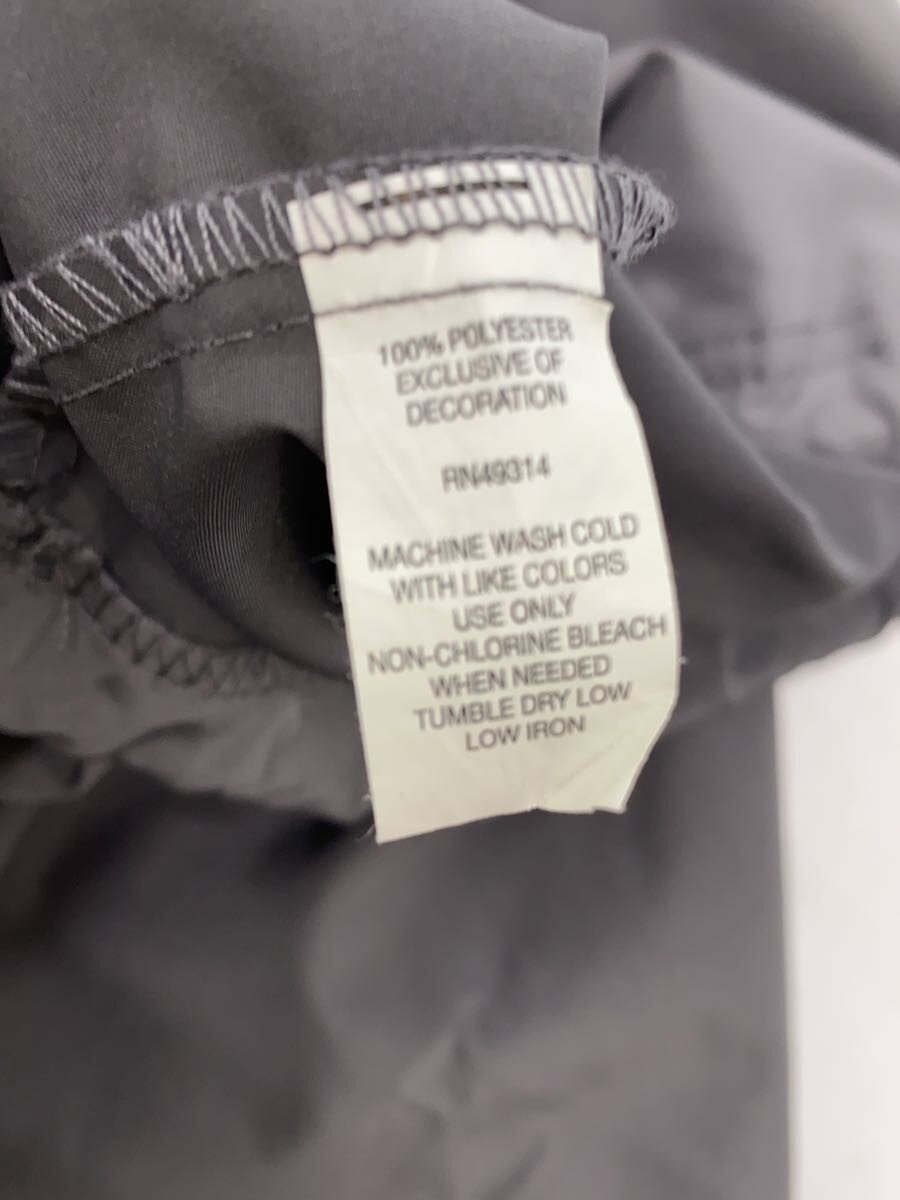 100% POLYESTER
EXCLUSIVE OF
DECORATION
RN49314
MACHINE WASH COLD
WITH LIKE COLORS
USE ONLY
NON-CHLORINE BLEACH
WHEN NEEDED
TUMBLE DRY LOW
LOW IRON